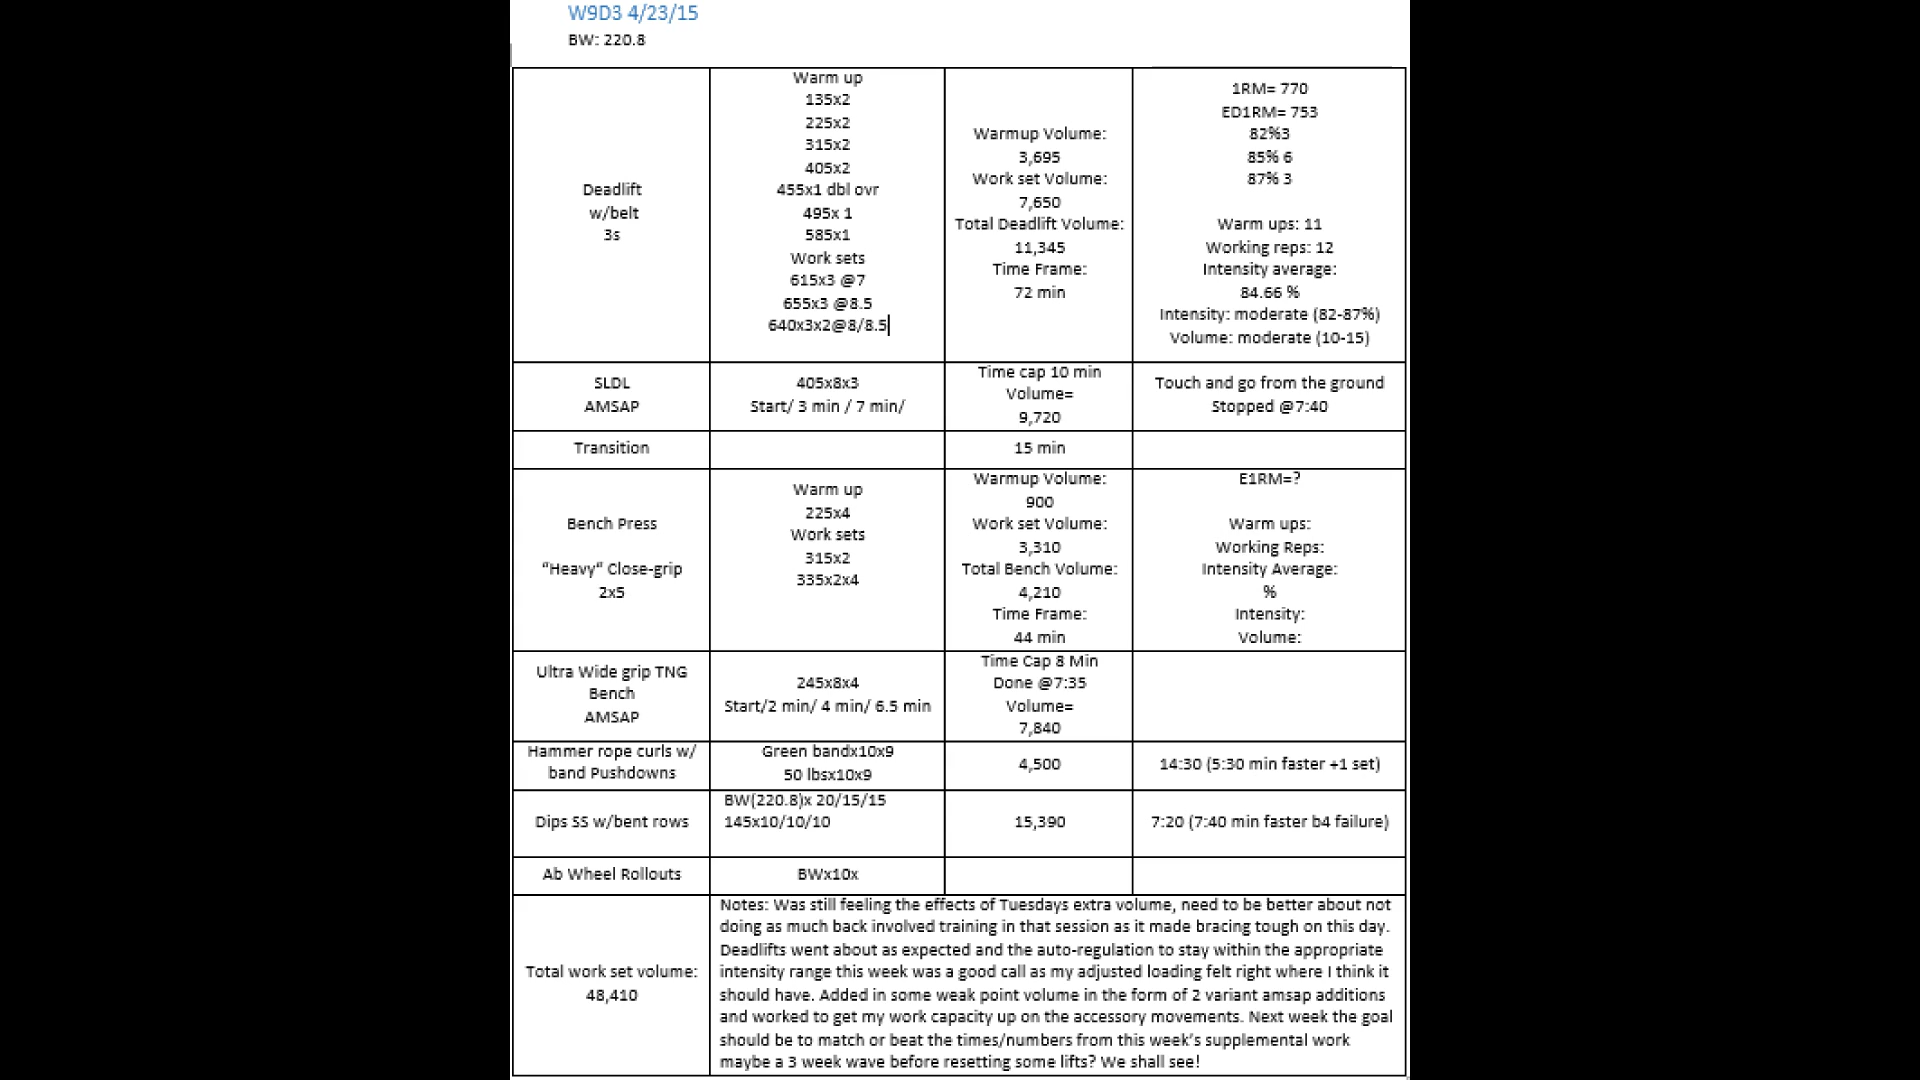 W9D3 4/23/15
BW: 220.8
Deadlift
w/belt
3s
Warm up
135x2
225x2
315x2
405x2
455x1 dbl ovr
495x 1
585x1
Work sets
615x3 @7
655x3 @8.5
640x3x2@8/8.5
Warmup Volume:
3,695
Work set Volume:
7,650
Total Deadlift Volume:
11,345
Time Frame:
72 min
1RM= 770
ED1RM= 753
82%3
85% 6
87% 3
Warm ups: 11
Working reps: 12
Intensity average:
84.66 %
Intensity: moderate (82-87%)
Volume: moderate (10-15)
SLDL
AMSAP
405x8x3
Start/ 3 min / 7 min/
Time cap 10 min
Volume=
9,720
Touch and go from the ground
Stopped @7:40
Transition
15 min
Bench Press
“Heavy” Close-grip
2x5
Warm up
225x4
Work sets
315x2
335x2x4
Warmup Volume:
900
Work set Volume:
3,310
Total Bench Volume:
4,210
Time Frame:
44 min
E1RM=?
Warm ups:
Working Reps:
Intensity Average:
%
Intensity:
Volume:
Ultra Wide grip TNG
Bench
AMSAP
245x8x4
Start/2 min/ 4 min/ 6.5 min
Time Cap 8 Min
Done @7:35
Volume=
7,840
Hammer rope curls w/
band Pushdowns
Green bandx10x9
50 lbsx10x9
4,500
14:30 (5:30 min faster +1 set)
Dips SS w/bent rows
BW(220.8)x 20/15/15
145x10/10/10
15,390
7:20 (7:40 min faster b4 failure)
Ab Wheel Rollouts
BWx10x
Total work set volume:
48,410
Notes: Was still feeling the effects of Tuesdays extra volume, need to be better about not
doing as much back involved training in that session as it made bracing tough on this day.
Deadlifts went about as expected and the auto-regulation to stay within the appropriate
intensity range this week was a good call as my adjusted loading felt right where I think it
should have. Added in some weak point volume in the form of 2 variant amsap additions
and worked to get my work capacity up on the accessory movements. Next week the goal
should be to match or beat the times/numbers from this week’s supplemental work
maybe a 3 week wave before resetting some lifts? We shall see!